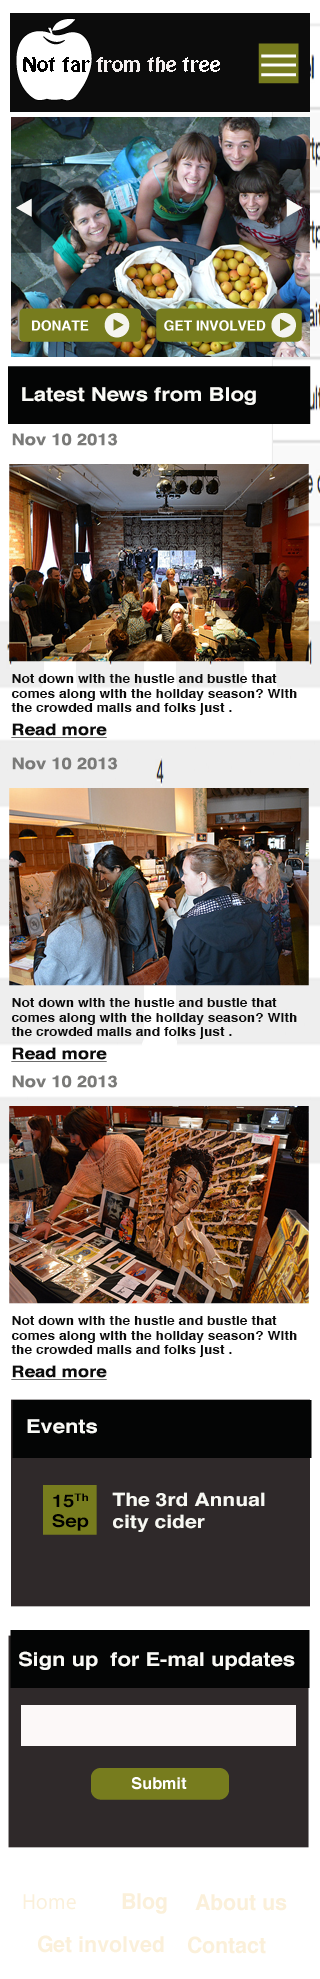 Not far from the tree
DONATE
GET INVOLVED
Latest News from Blog
Nov 10 2013
Not down with the hustle and bustle that
comes along with the holiday season? With
the crowded malls and folks just .
Read more
Nov 10 2013
4
Not down with the hustle and bustle that
comes along with the holiday season? With
the crowded malls and folks just .
Read more
Nov 10 2013
Not down with the hustle and bustle that
comes along with the holiday season? With
the crowded malls and folks just .
Read more
Events
15Th
Sep
The 3rd Annual
city cider
Sign up for E-mal updates
Submit
Home Blog About us
Get involved Contact